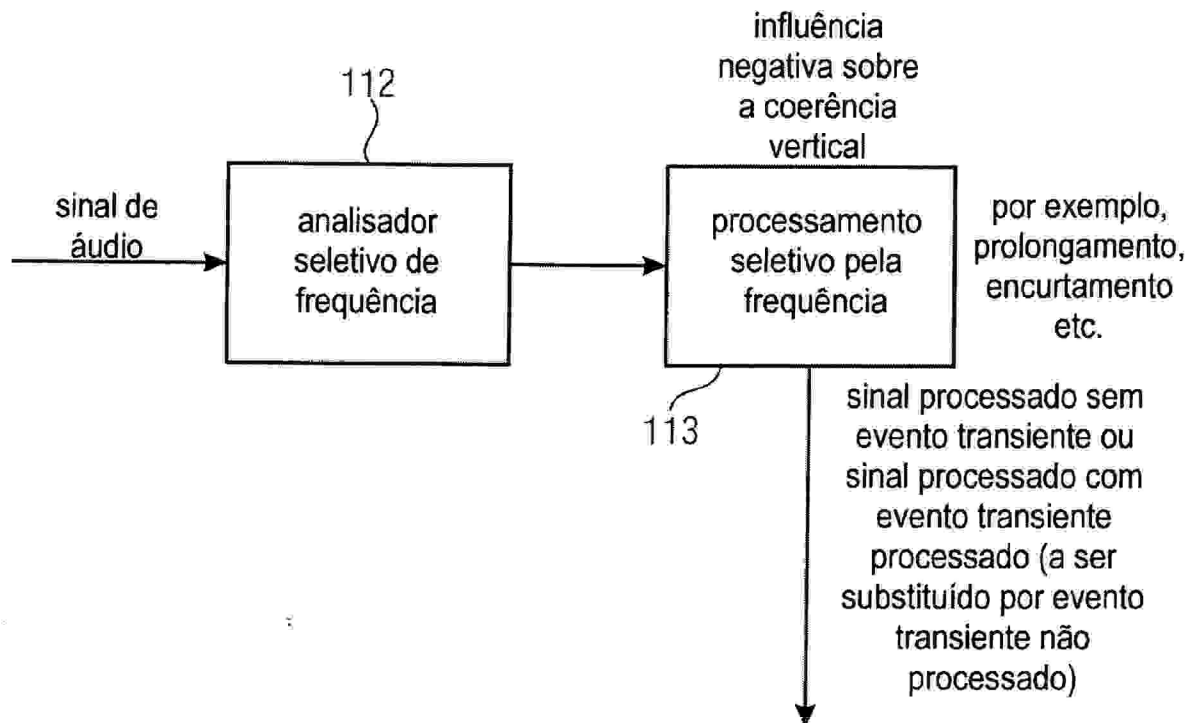 influência
negativa sobre
a coerência
vertical
112
sinal de
áudio
analisador
seletivo de
frequência
processamento
seletivo pela
frequência
por exemplo,
prolongamento,
encurtamento
etc.
113
sinal processado sem
evento transiente ou
sinal processado com
evento transiente
processado (a ser
substituído por evento
transiente não
processado)